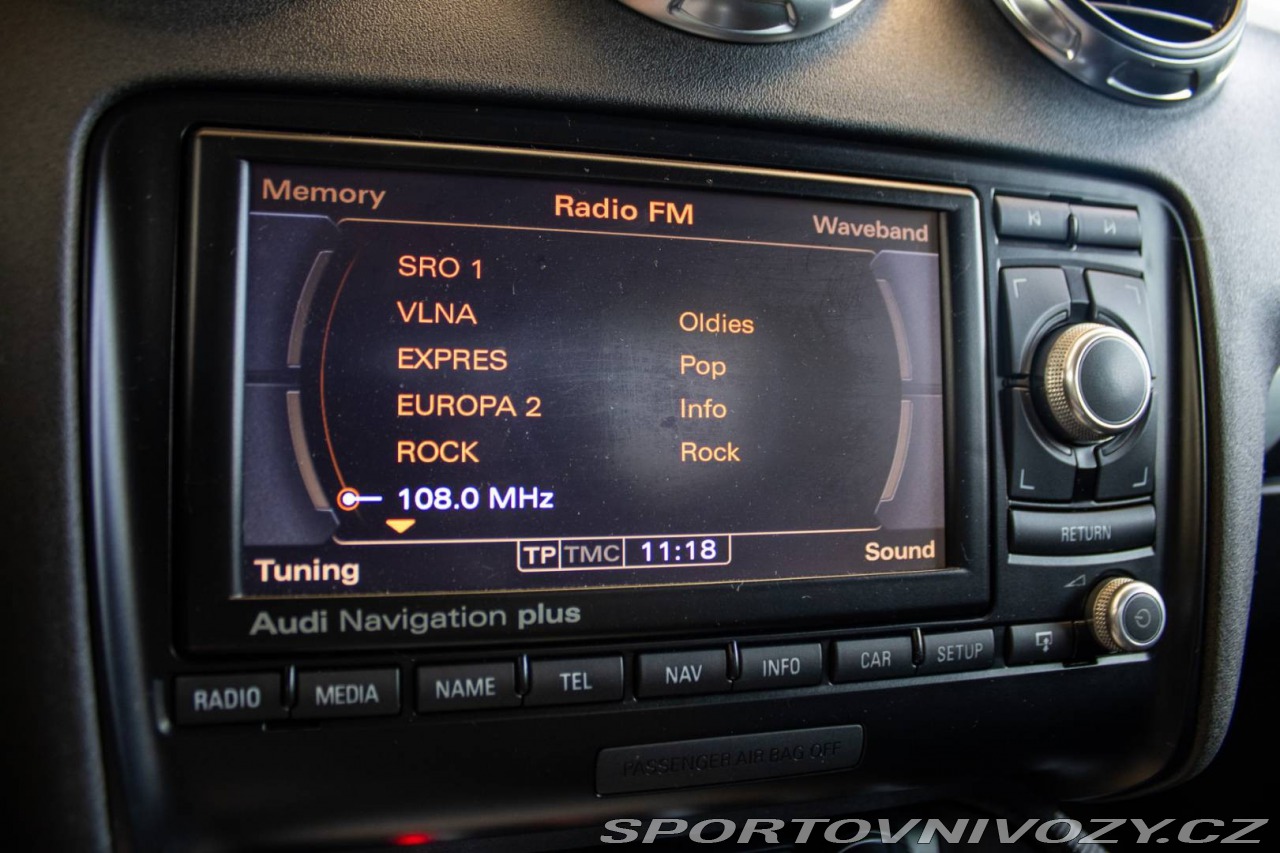 Memory Radio FM Waveband
SRO 1
VLNA Oldies
EXPRES Pop
EUROPA 2 Info
ROCK Rock
108.0 MHz
Tuning TP TMC 11:18 Sound
Audi Navigation plus
RETURN
RADIO MEDIA NAME TEL NAV INFO CAR SETUP
PASSENGER AIR BAG OFF
SPORTOVNIVOZY.CZ